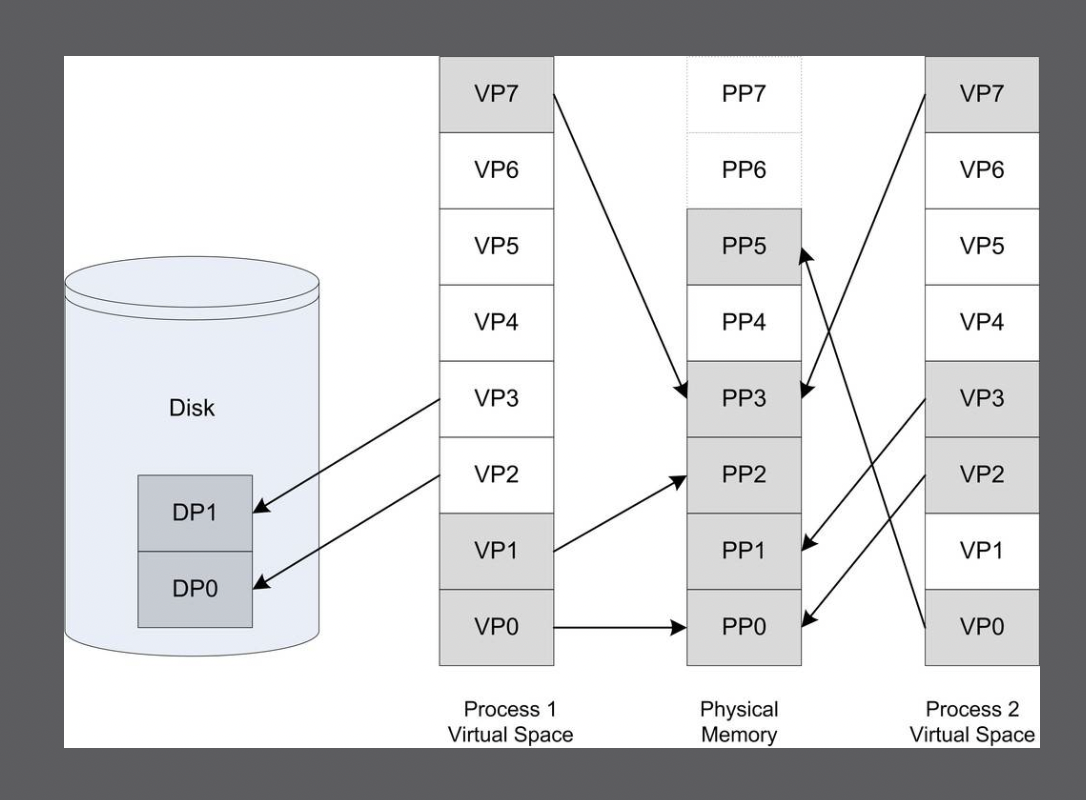 VP7
VP6
VP5
VP4
VP3
VP2
VP1
VP0
Process 1
Virtual Space
PP7
PP6
PP5
PP4
PP3
PP2
PP1
PP0
Physical
Memory
VP7
VP6
VP5
VP4
VP3
VP2
VP1
VP0
Process 2
Virtual Space
Disk
DP1
DP0